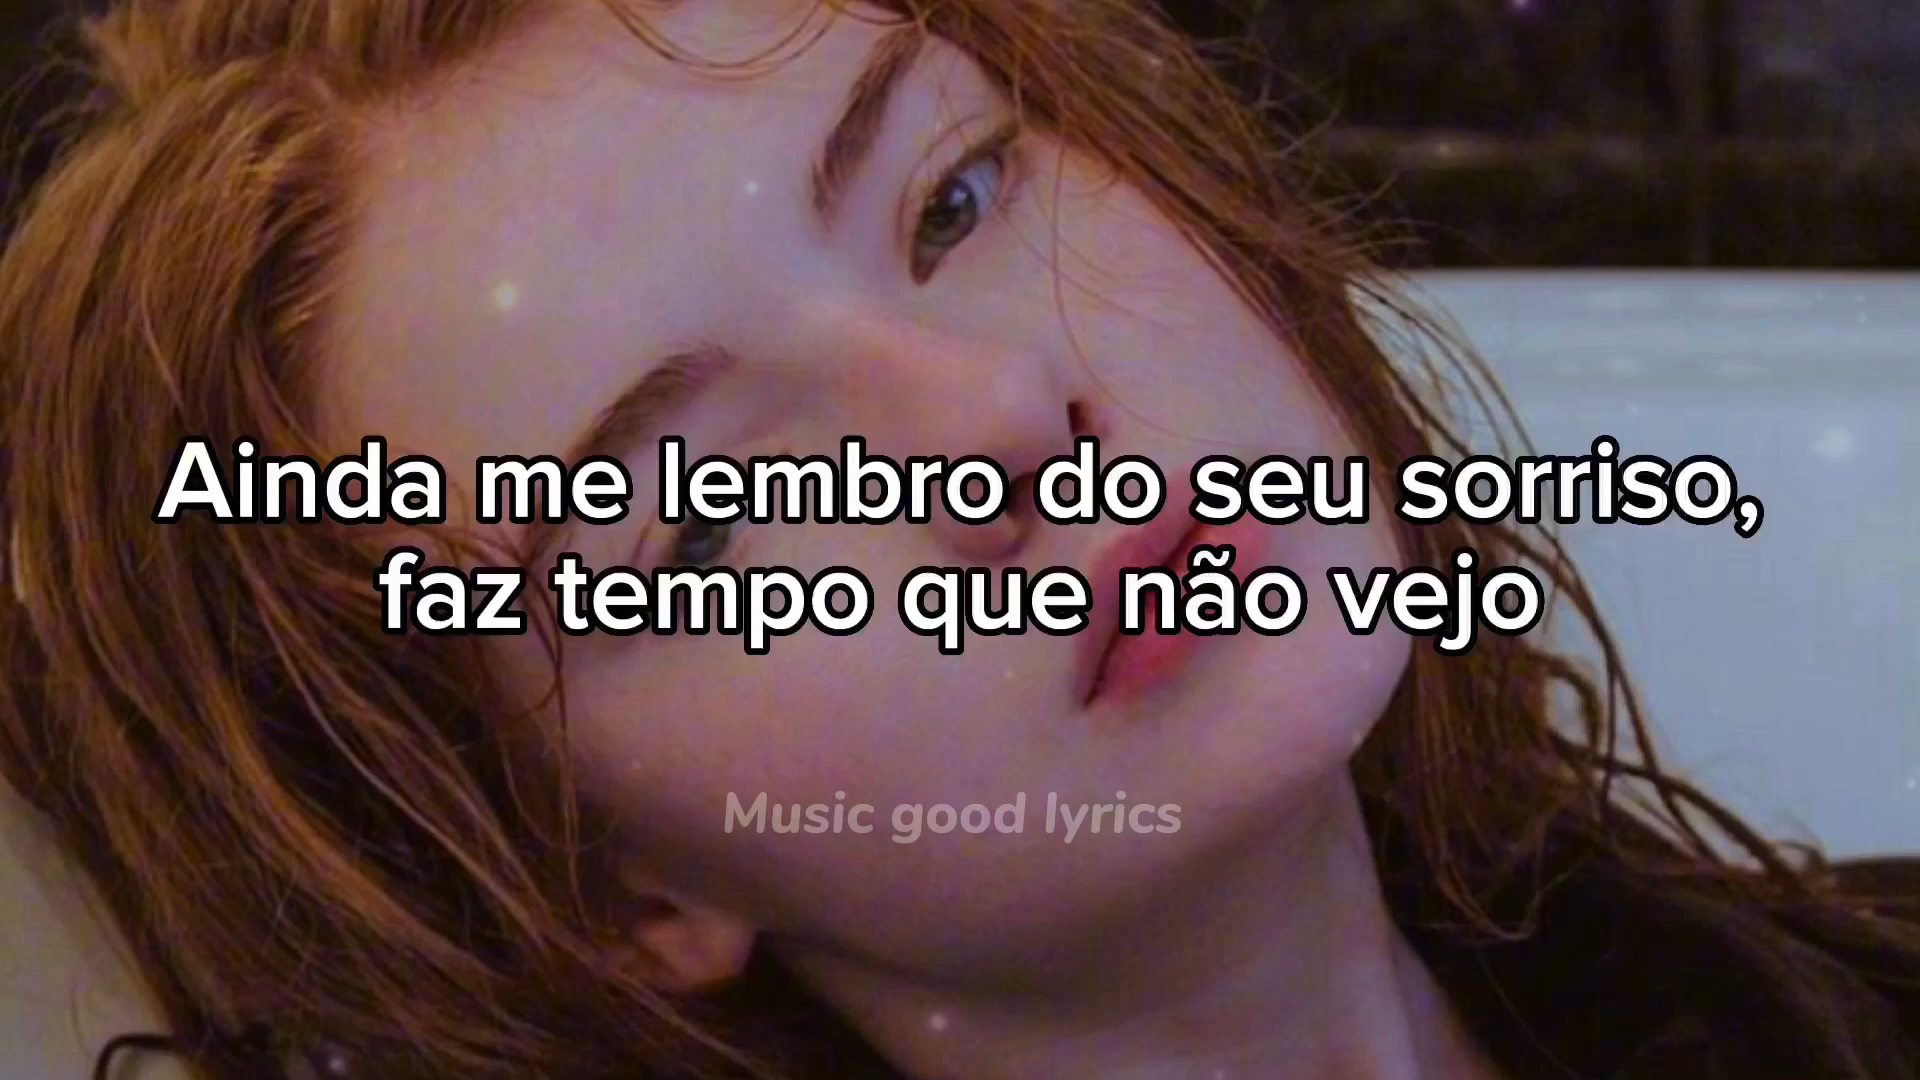 Ainda me lembro do seu sorriso,
faz tempo que não vejo
Music good lyrics